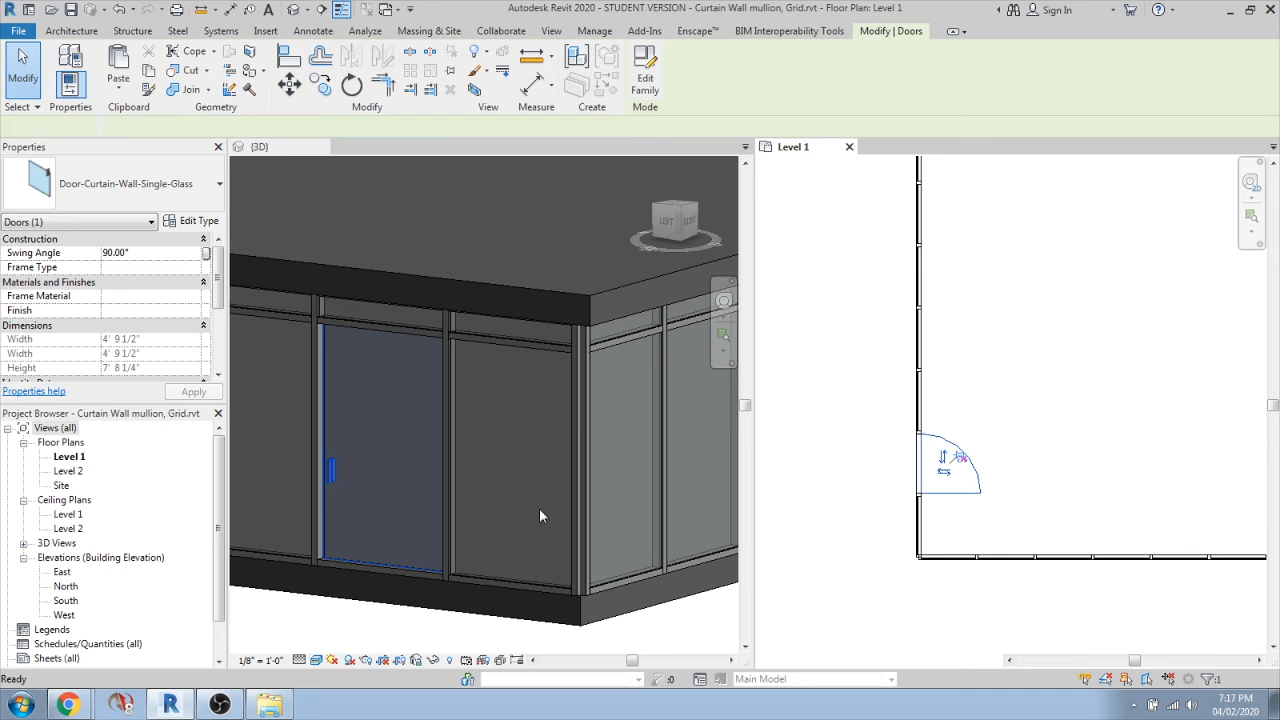 Autodesk Revit 2020 - STUDENT VERSION - Curtain Wall mullion, Grid.rvt - Floor Plan: Level 1
Sign In
File Architecture Structure Steel Systems Insert Annotate Analyze Massing & Site Collaborate View Manage Add-Ins Enscape™ BIM Interoperability Tools Modify | Doors
Cope
Cut
Join
Modify
Paste
Edit
Family
Select Properties Clipboard Geometry Modify View Measure Create Mode
Properties
{3D}
Level 1
Door-Curtain-Wall-Single-Glass
Doors (1)
Edit Type
Construction
Swing Angle 90.00°
Frame Type
Materials and Finishes
Frame Material
Finish
Dimensions
Width 4' 9 1/2"
Width 4' 9 1/2"
Height 7' 8 1/4"
Properties help
Apply
Project Browser - Curtain Wall mullion, Grid.rvt
Views (all)
Floor Plans
Level 1
Level 2
Site
Ceiling Plans
Level 1
Level 2
3D Views
Elevations (Building Elevation)
East
North
South
West
Legends
Schedules/Quantities (all)
Sheets (all)
LEFT FRONT
2D
1/8" = 1'-0"
Ready
:0
Main Model
:1
7:17 PM
04/02/2020